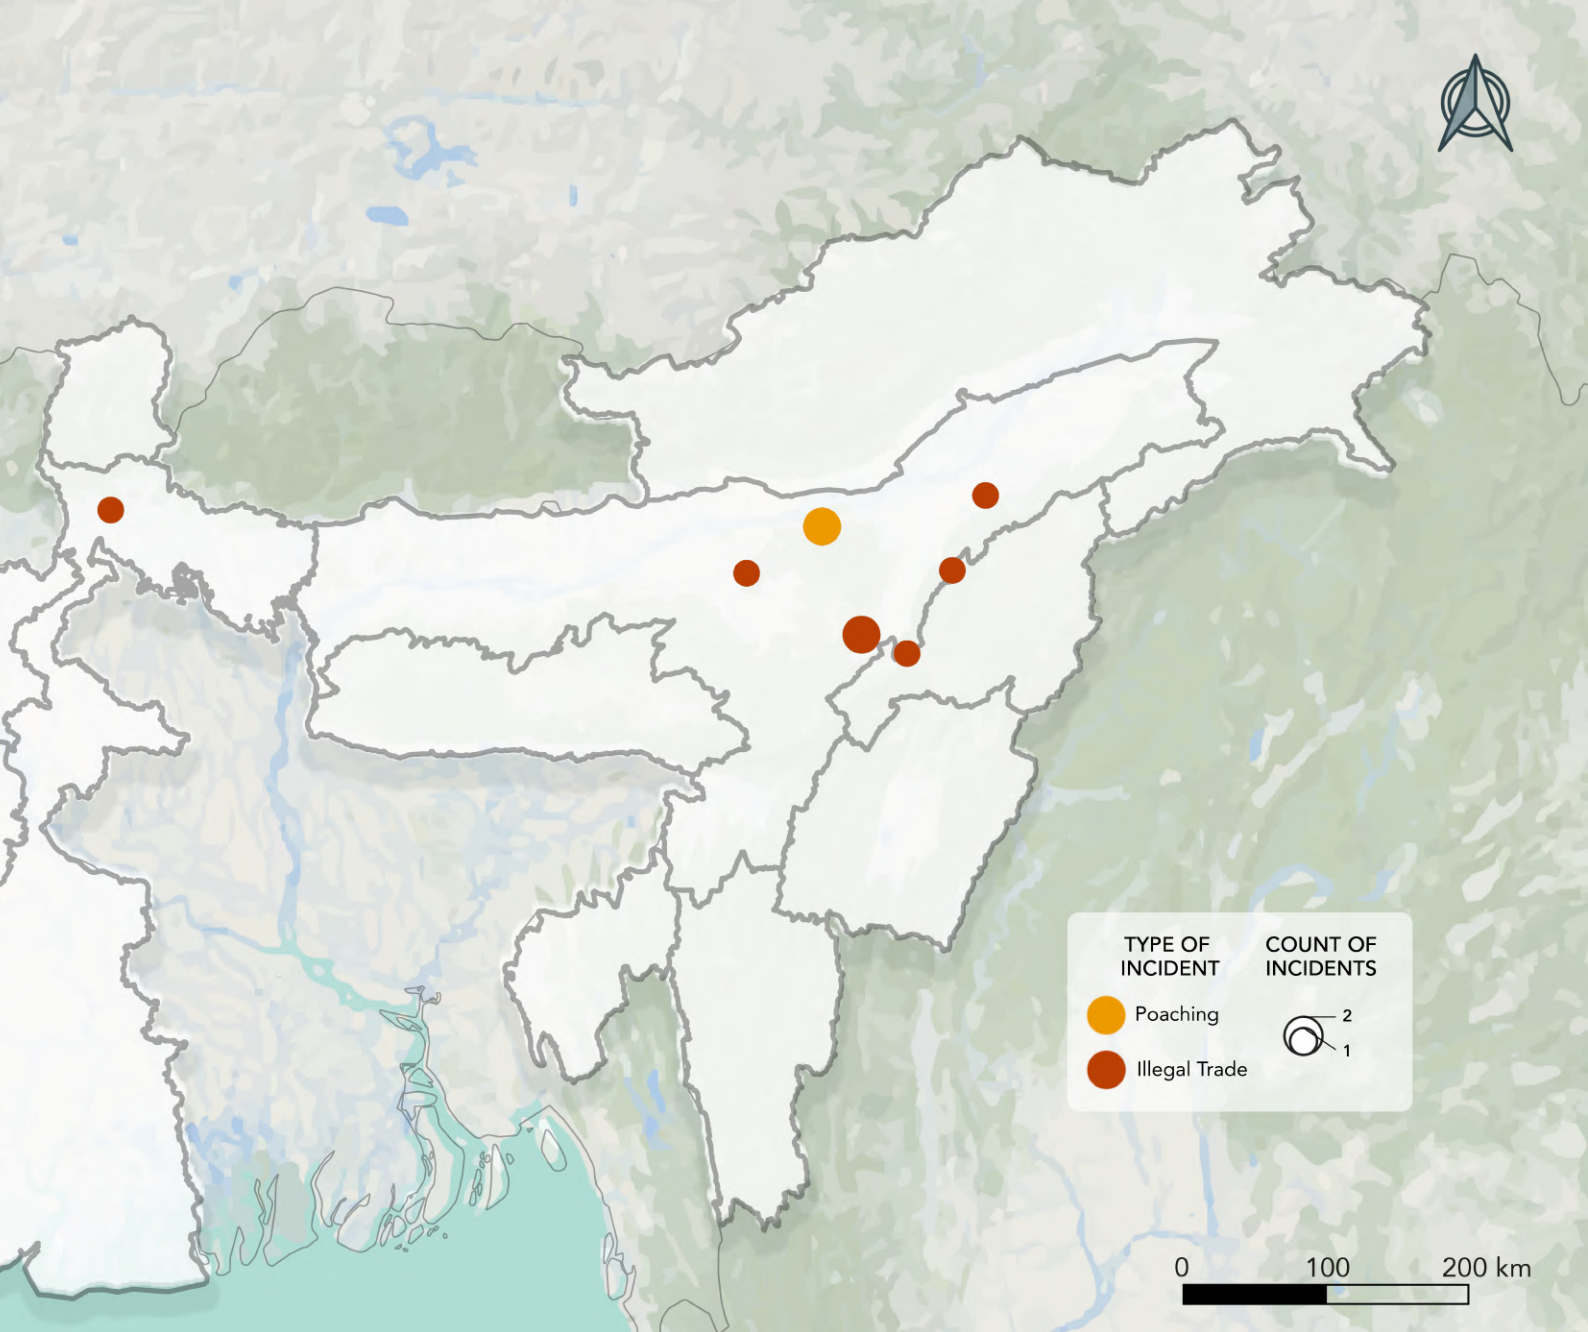 TYPE OF
INCIDENT
COUNT OF
INCIDENTS
Poaching
2
1
Illegal Trade
0 100 200 km